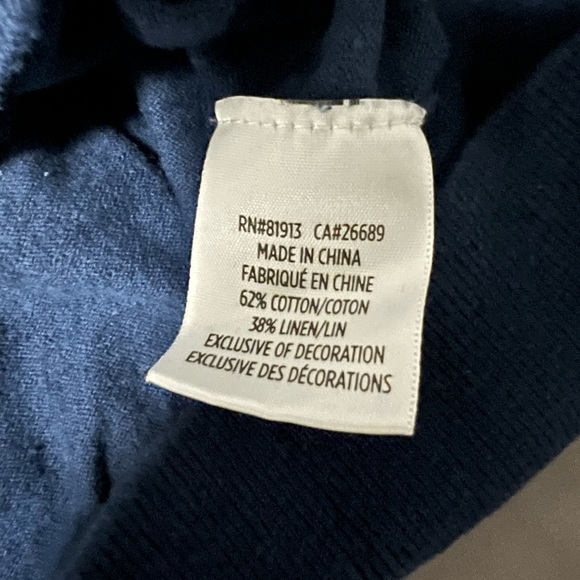 RN#81913 CA#26689
MADE IN CHINA
FABRIQUÉ EN CHINE
62% COTTON/COTON
38% LINEN/LIN
EXCLUSIVE OF DECORATION
EXCLUSIVE DES DÉCORATIONS